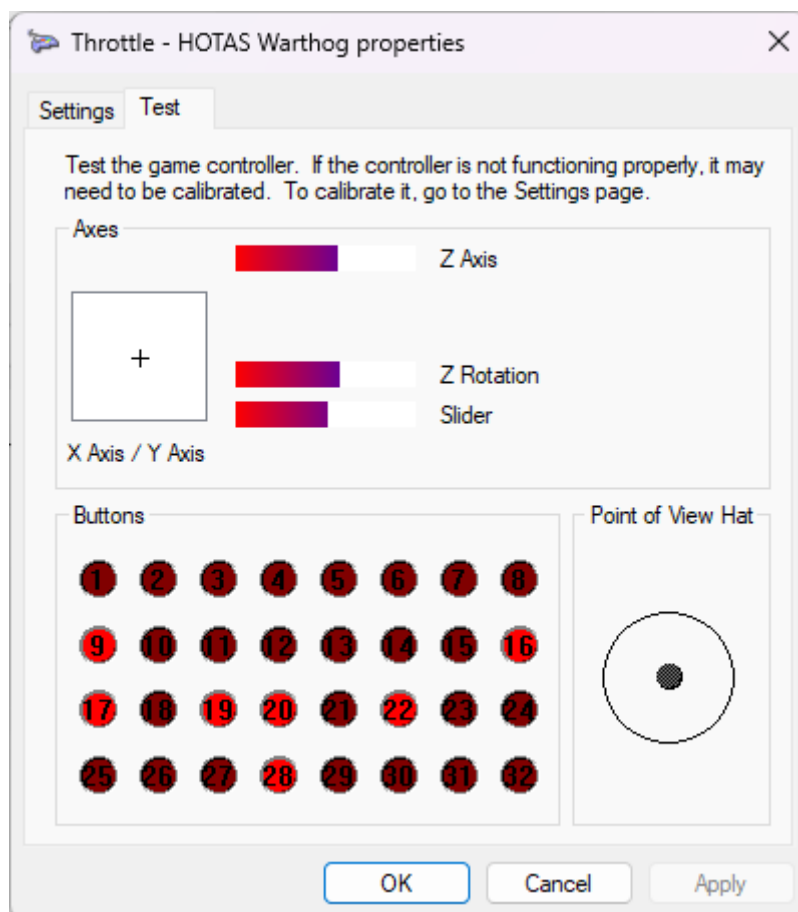 Throttle - HOTAS Warthog properties
Settings Test
Test the game controller. If the controller is not functioning properly, it may
need to be calibrated. To calibrate it, go to the Settings page.
Axes
Z Axis
Z Rotation
Slider
X Axis / Y Axis
Buttons
1 2 3 4 5 6 7 8
9 10 11 12 13 14 15 16
17 18 19 20 21 22 23 24
25 26 27 28 29 30 31 32
Point of View Hat
OK Cancel Apply